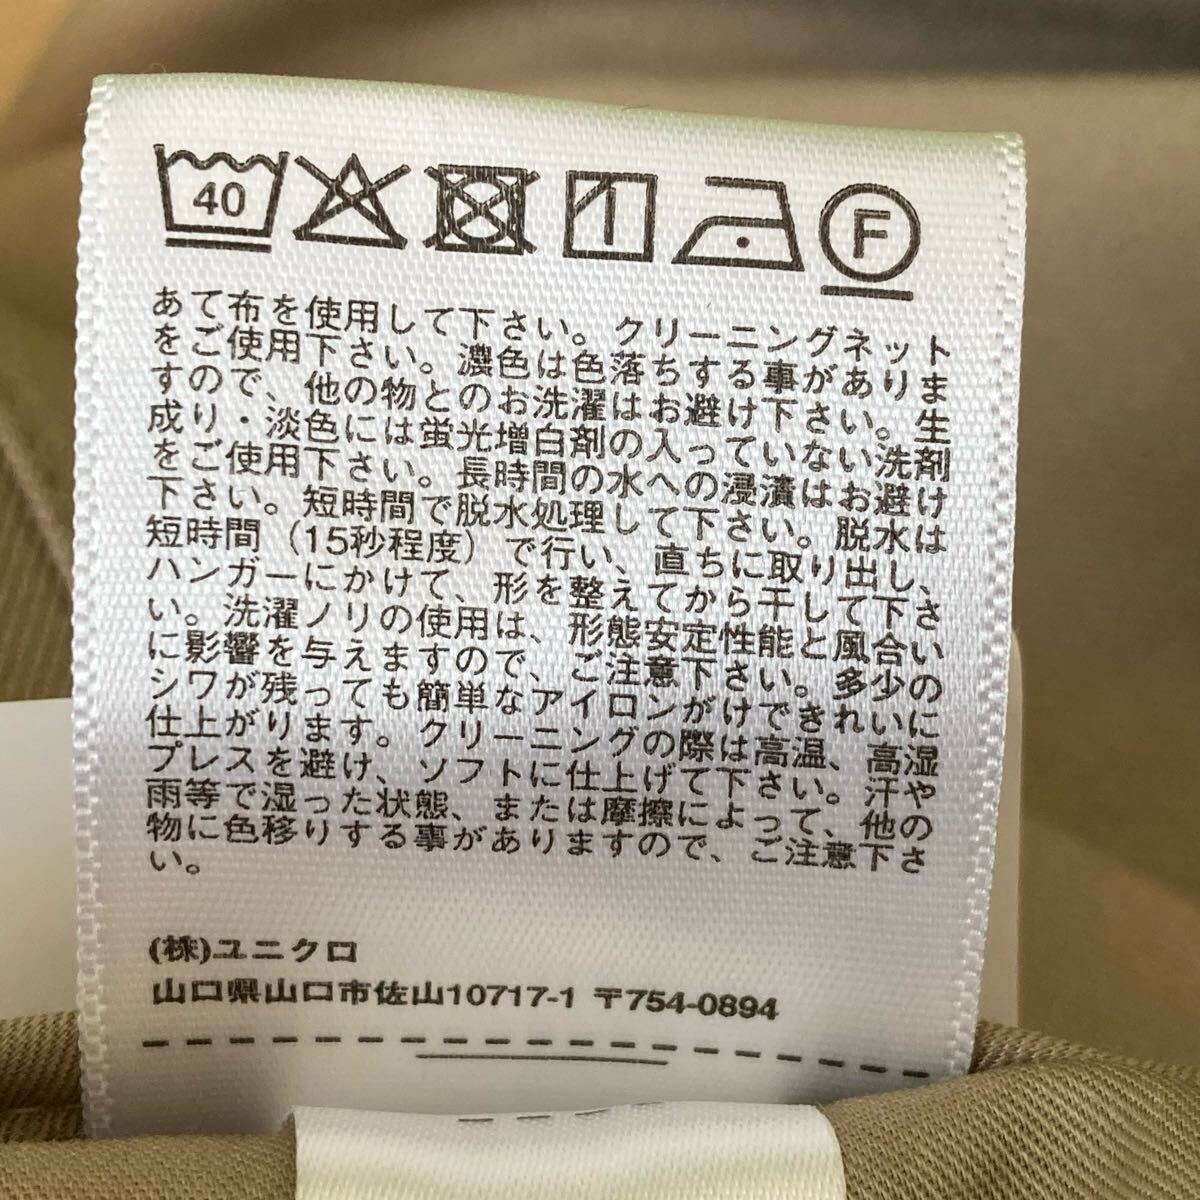 40 F
あて布を使用して下さい。クリーニングネット
をご使用下さい。濃色は色落ちする事がありま
すので、他の物とのお洗濯はお避け下さい。生
成り・淡色には蛍光増白剤の入っていない洗剤
をご使用下さい。長時間の水への浸漬はお避け
下さい。短時間で脱水処理して下さい。脱水は
短時間（15秒程度）で行い、直ちに取り出し、
ハンガーにかけて、形を整えてから干して下さ
い。洗濯ノリの使用は、形態安定性能と風合い
に影響を与えますので、ご注意下さい。多少の
シワが残っても簡単なアイロンがけできれいに
仕上がります。クリーニングの際は高温、高湿
プレスを避け、ソフトに仕上げて下さい。汗や
雨等で湿った状態、または摩擦によって、他の
物に色移りする事がありますので、ご注意下さ
い。
(株)ユニクロ
山口県山口市佐山10717-1 〒754-0894